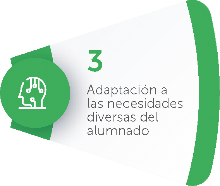 3
Adaptación a
las necesidades
diversas del
alumnado